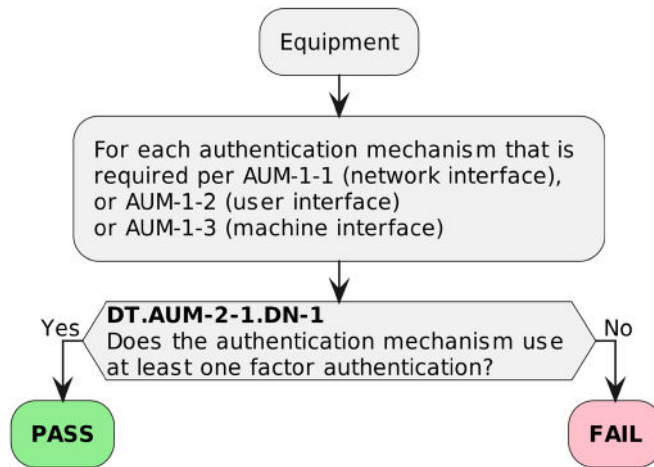 Equipment
For each authentication mechanism that is
required per AUM-1-1 (network interface),
or AUM-1-2 (user interface)
or AUM-1-3 (machine interface)
DT.AUM-2-1.DN-1
Does the authentication mechanism use
at least one factor authentication?
Yes
No
PASS
FAIL